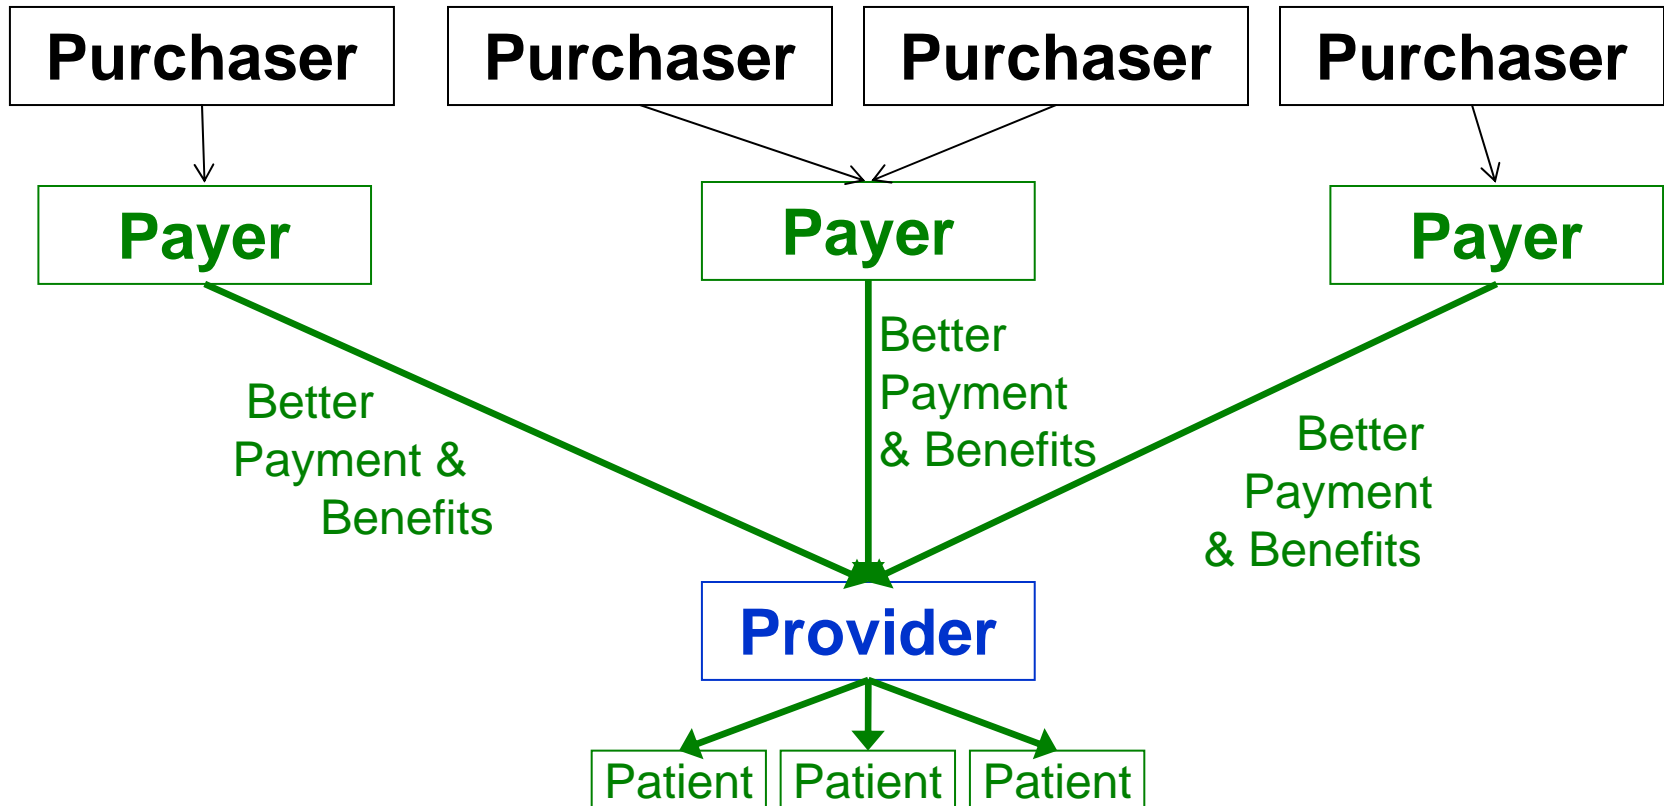 Purchaser
Purchaser
Purchaser
Purchaser
Payer
Payer
Payer
Better
Payment &
Benefits
Better
Payment
& Benefits
Better
Payment
& Benefits
Provider
Patient
Patient
Patient